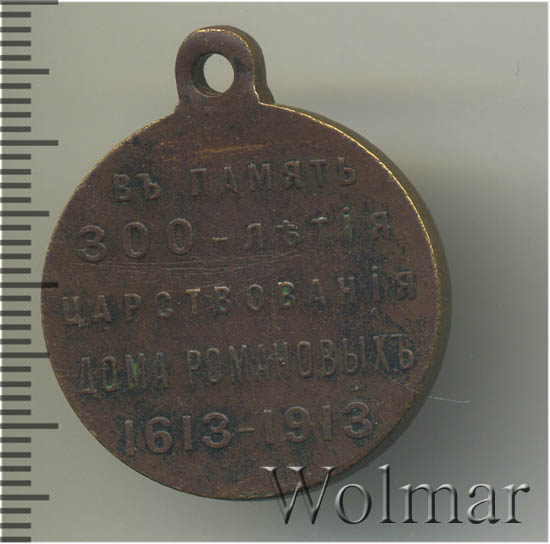 ВЪ ПАМЯТЬ
300-ЛѢТІЯ
ЦАРСТВОВАНІЯ
ДОМА РОМАНОВЫХЪ
1613-1913
Wolmar